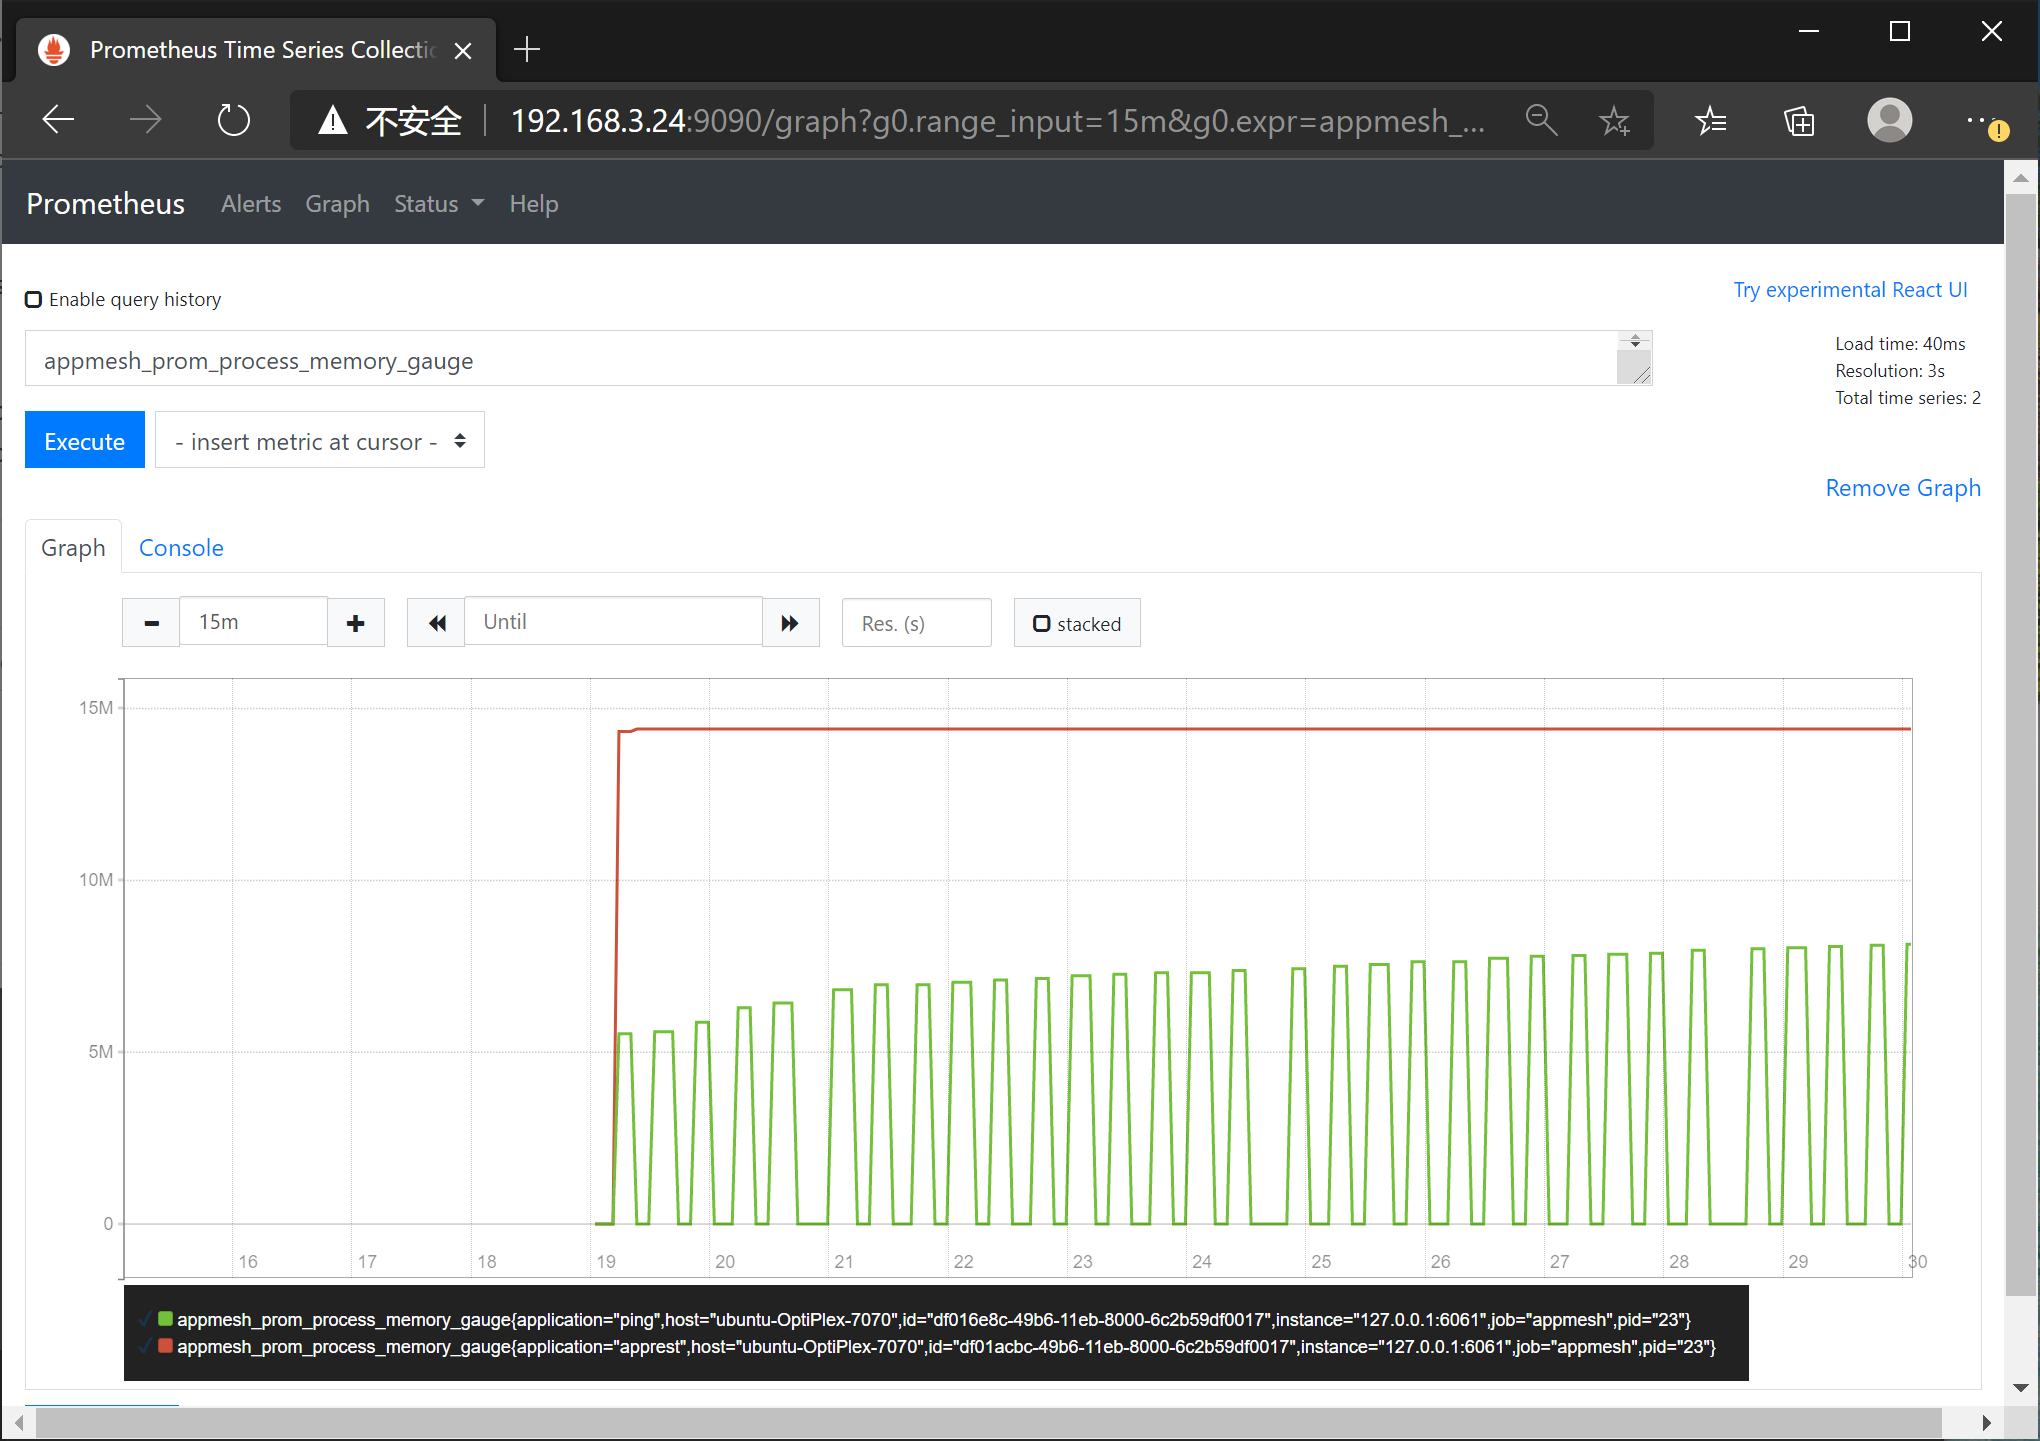 Prometheus Time Series Collectic
不安全 192.168.3.24:9090/graph?g0.range_input=15m&g0.expr=appmesh_...
Prometheus Alerts Graph Status Help
Enable query history
Try experimental React UI
appmesh_prom_process_memory_gauge
Load time: 40ms
Resolution: 3s
Total time series: 2
Execute - insert metric at cursor -
Remove Graph
Graph Console
15m Until Res. (s) stacked
15M
10M
5M
0
16 17 18 19 20 21 22 23 24 25 26 27 28 29 30
appmesh_prom_process_memory_gauge{application="ping",host="ubuntu-OptiPlex-7070",id="df016e8c-49b6-11eb-8000-6c2b59df0017",instance="127.0.0.1:6061",job="appmesh",pid="23"}
appmesh_prom_process_memory_gauge{application="apprest",host="ubuntu-OptiPlex-7070",id="df01acbc-49b6-11eb-8000-6c2b59df0017",instance="127.0.0.1:6061",job="appmesh",pid="23"}